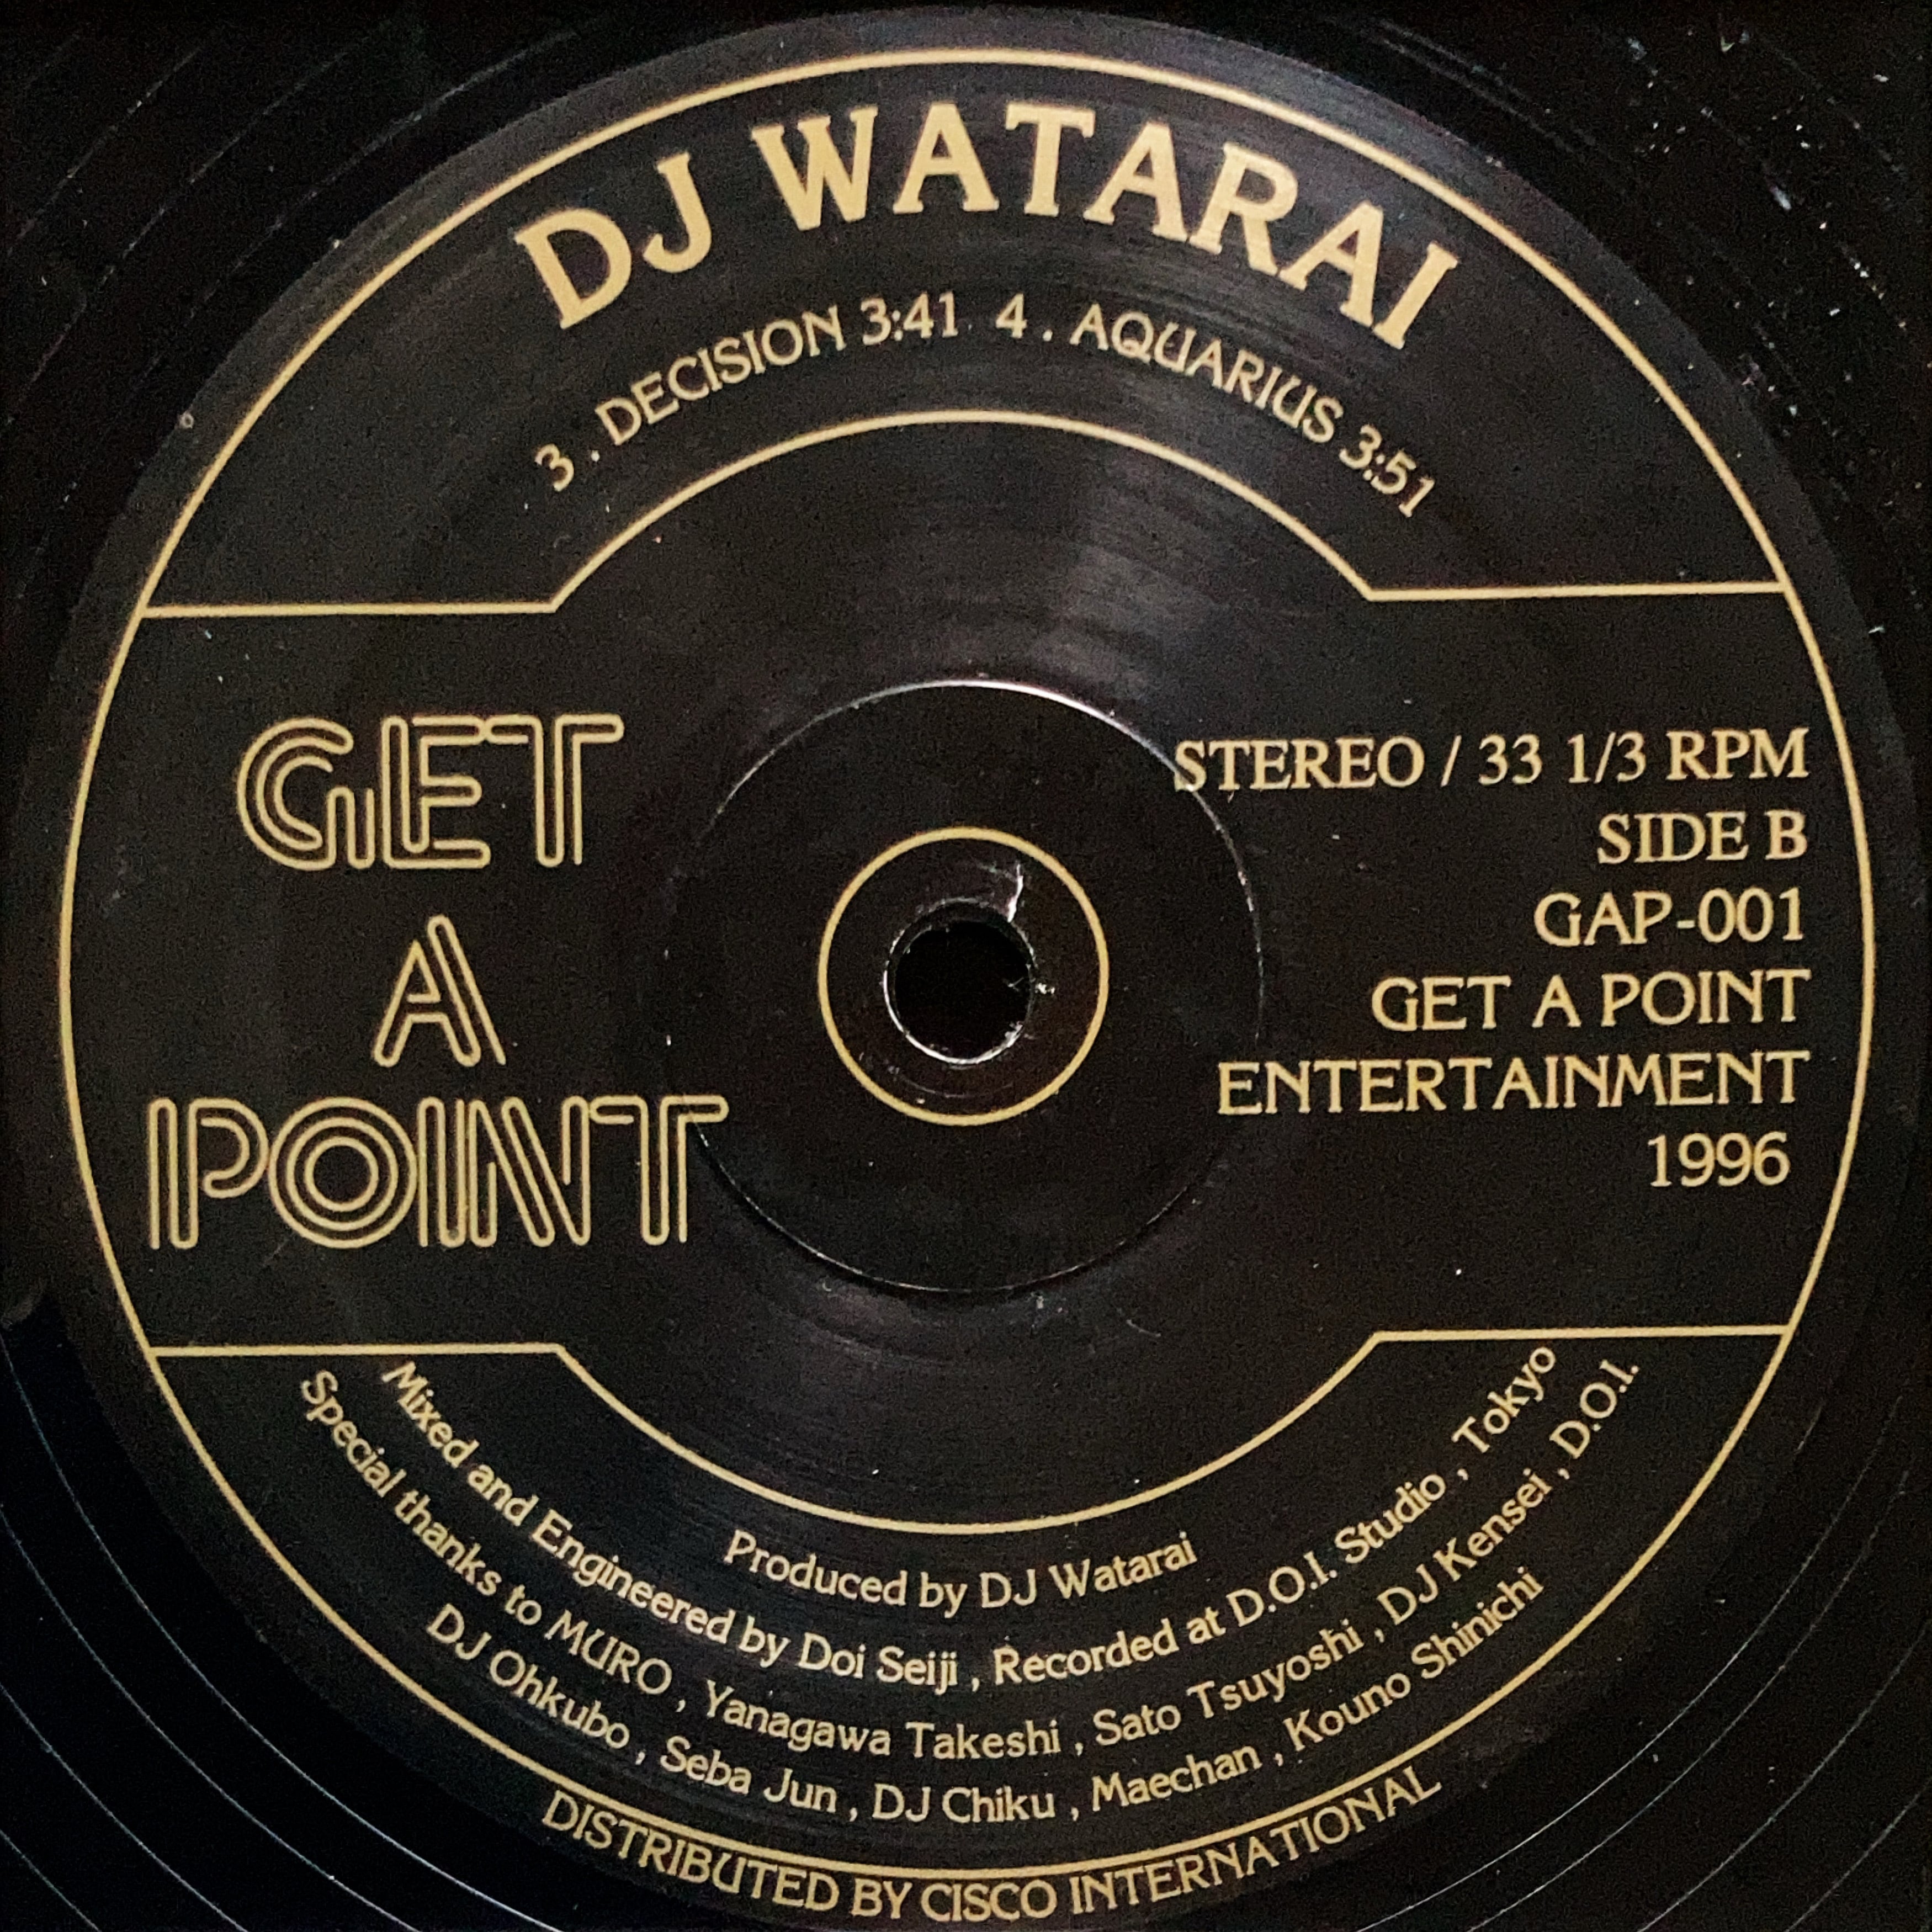 DJ WATARAI
3 . DECISION 3:41 4 . AQUARIUS 3:51
GET
A
POINT
STEREO / 33 1/3 RPM
SIDE B
GAP-001
GET A POINT
ENTERTAINMENT
1996
Produced by DJ Watarai
Mixed and Engineered by Doi Seiji , Recorded at D.O.I. Studio , Tokyo
Special thanks to MURO , Yanagawa Takeshi , Sato Tsuyoshi , DJ Kensei , D.O.I.
DJ Ohkubo , Seba Jun , DJ Chiku , Maechan , Kouno Shinichi
DISTRIBUTED BY CISCO INTERNATIONAL